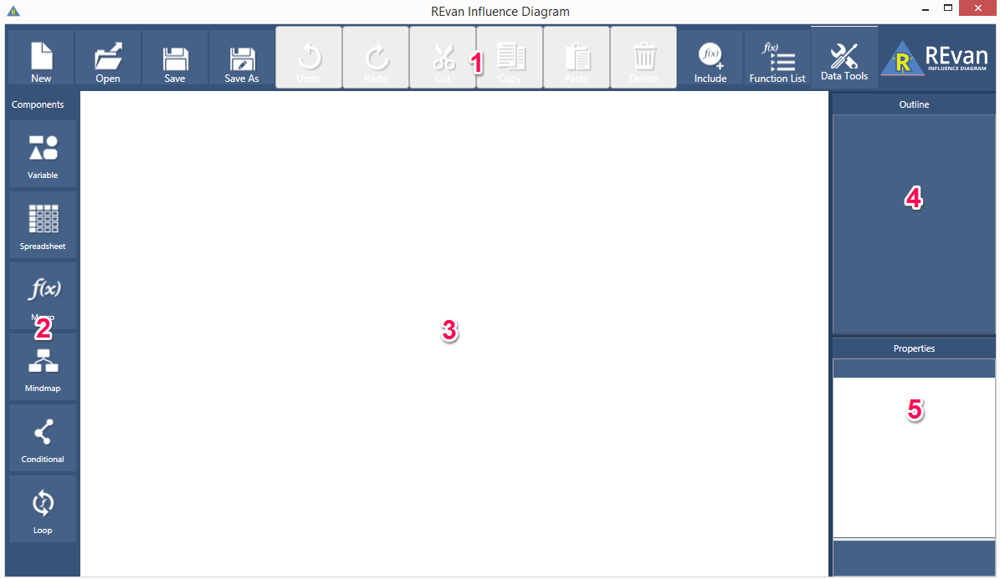 REvan Influence Diagram
New
Open
Save
Save As
Undo
Redo
Cut
1
Copy
Paste
Delete
f(x)
Include
f(x)
Function List
Data Tools
R
REvan
INFLUENCE DIAGRAM
Components
Outline
Variable
4
Spreadsheet
f(x)
2
3
Mindmap
Properties
5
Conditional
f
Loop